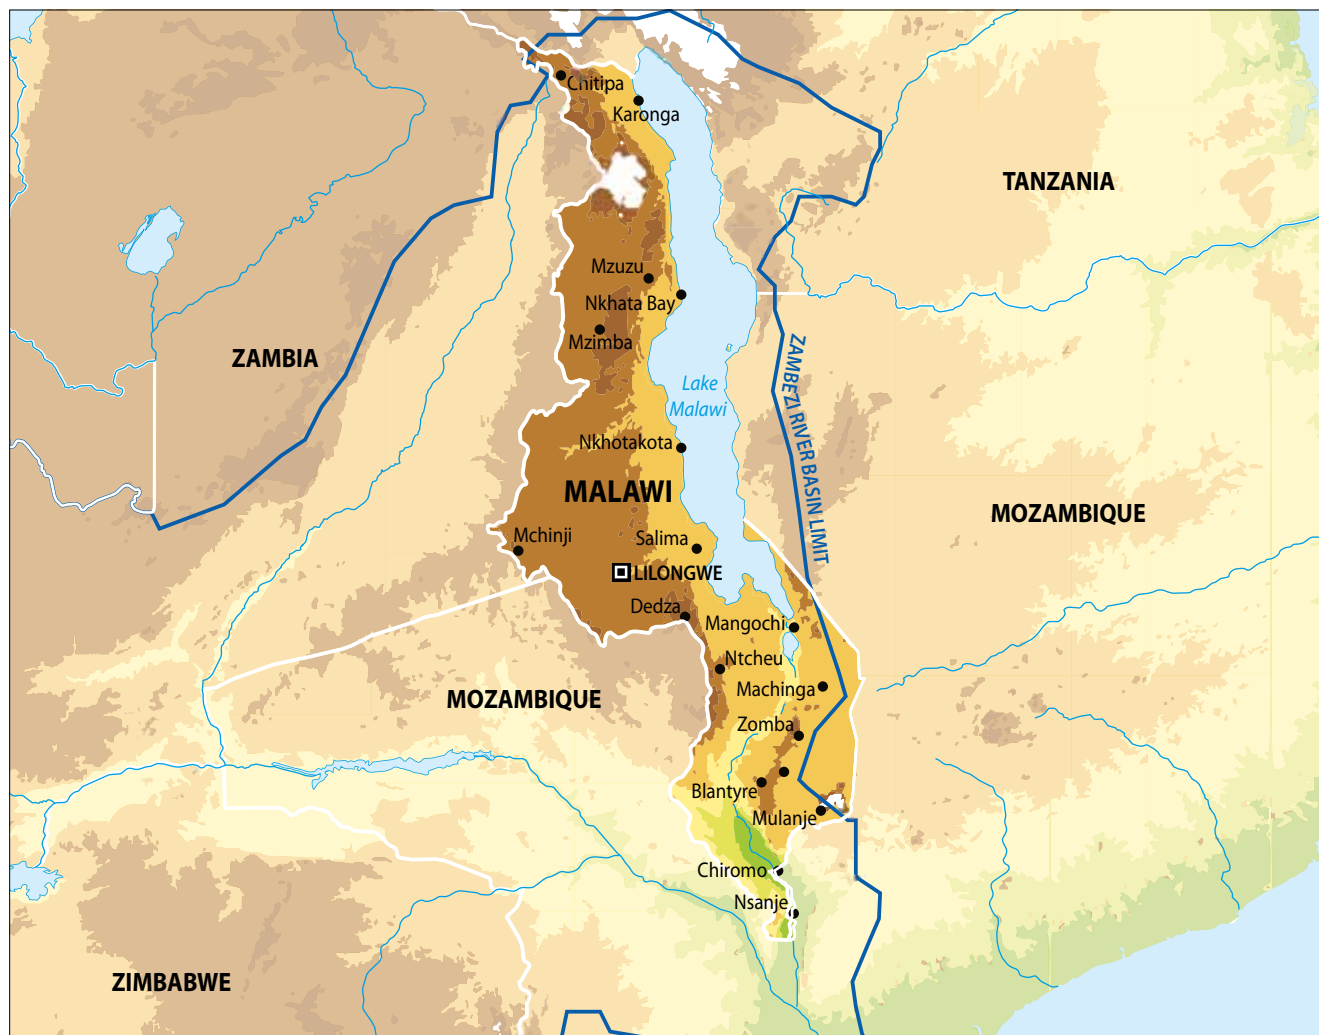 Chitipa
Karonga
TANZANIA
Mzuzu
Nkhata Bay
Mzimba
ZAMBIA
Lake
Malawi
ZAMBEZI RIVER BASIN LIMIT
Nkhotakota
MALAWI
MOZAMBIQUE
Mchinji
Salima
LILONGWE
Dedza
Mangochi
Ntcheu
Machinga
MOZAMBIQUE
Zomba
Blantyre
Mulanje
Chiromo
Nsanje
ZIMBABWE